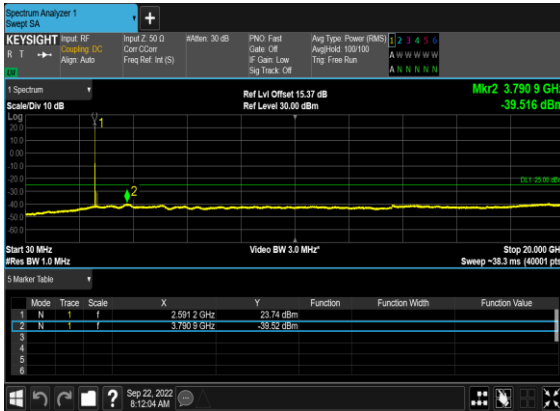 Spectrum Analyzer 1
Swept SA
+
KEYSIGHT Input: RF Input Z: 50 Ω #Atten: 30 dB PNO: Fast Avg Type: Power (RMS) 1 2 3 4 5 6
R T Coupling: DC Corr CCorr Gate: Off Avg|Hold: 100/100 A W W W W W
Align: Auto Freq Ref: Int (S) IF Gain: Low Trig: Free Run
Sig Track: Off A N N N N N
1 Spectrum
Scale/Div 10 dB
Ref Lvl Offset 15.37 dB
Ref Level 30.00 dBm
Mkr2 3.790 9 GHz
-39.516 dBm
Log
20.0
10.0
0.00
-10.0
-20.0
-30.0
-40.0
-50.0
-60.0
1
2
DL1 -25.00 dBm
Start 30 MHz Video BW 3.0 MHz* Stop 20.000 GHz
#Res BW 1.0 MHz Sweep ~38.3 ms (40001 pts)
5 Marker Table
Mode Trace Scale X Y Function Function Width Function Value
1 N 1 f 2.591 2 GHz 23.74 dBm
2 N 1 f 3.790 9 GHz -39.52 dBm
3
4
5
6
? Sep 22, 2022
8:12:04 AM